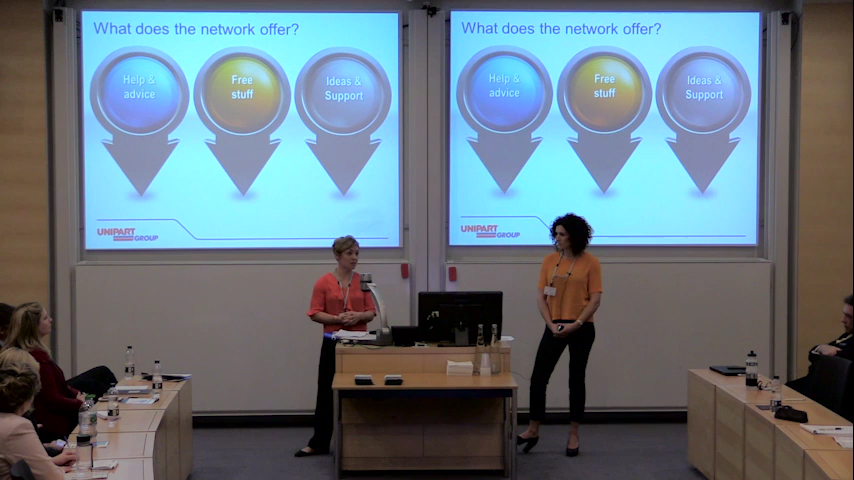 What does the network offer?
Help &
advice
Free
stuff
Ideas &
Support
UNIPART
GROUP
What does the network offer?
Help &
advice
Free
stuff
Ideas &
Support
UNIPART
GROUP